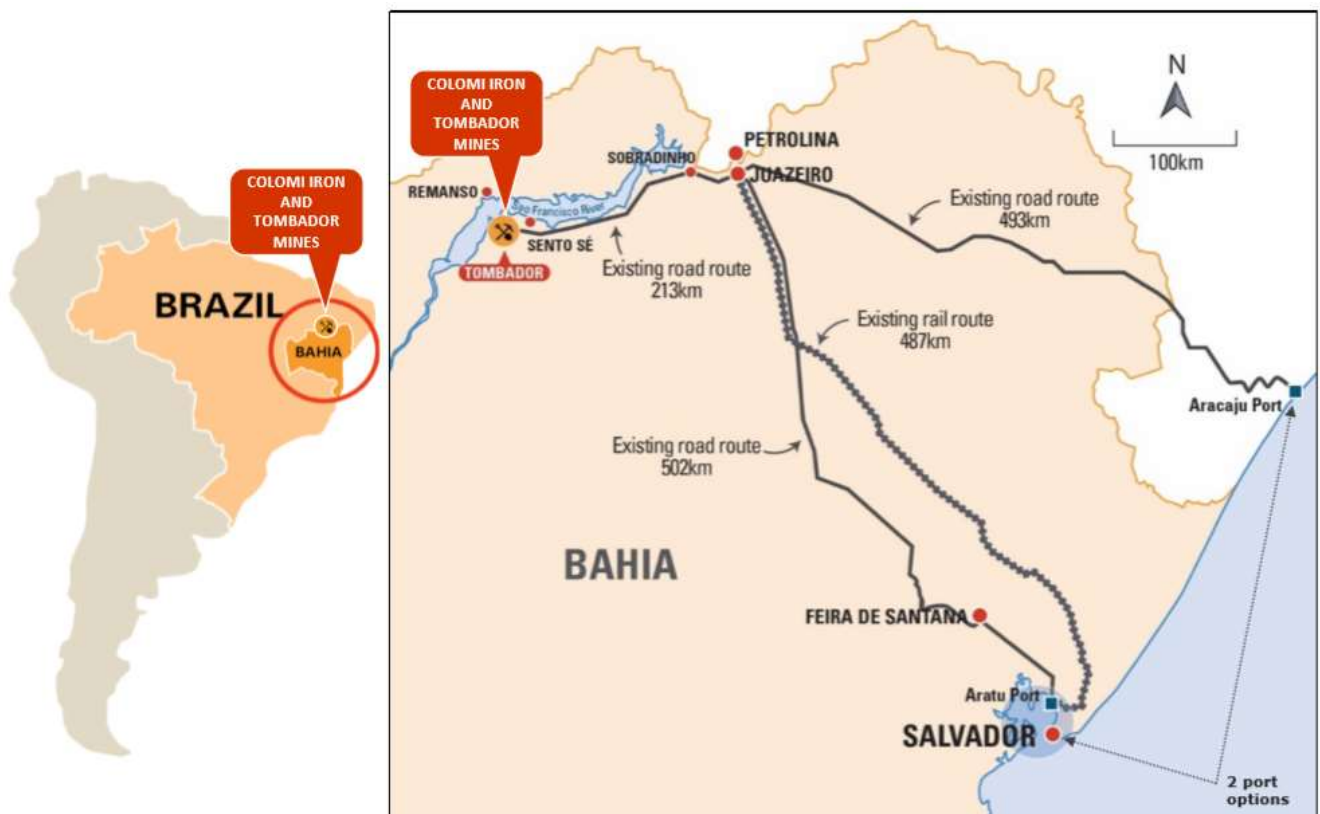 COLOMI IRON
AND
TOMBADOR
MINES
BRAZIL
BAHIA
COLOMI IRON
AND
TOMBADOR
MINES
N
100km
PETROLINA
SOBRADINHO
JUAZEIRO
REMANSO
Sao Francisco River
SENTO SÉ
TOMBADOR
Existing road route
213km
Existing road route
493km
Existing rail route
487km
Aracaju Port
Existing road route
502km
BAHIA
FEIRA DE SANTANA
Aratu Port
SALVADOR
2 port
options